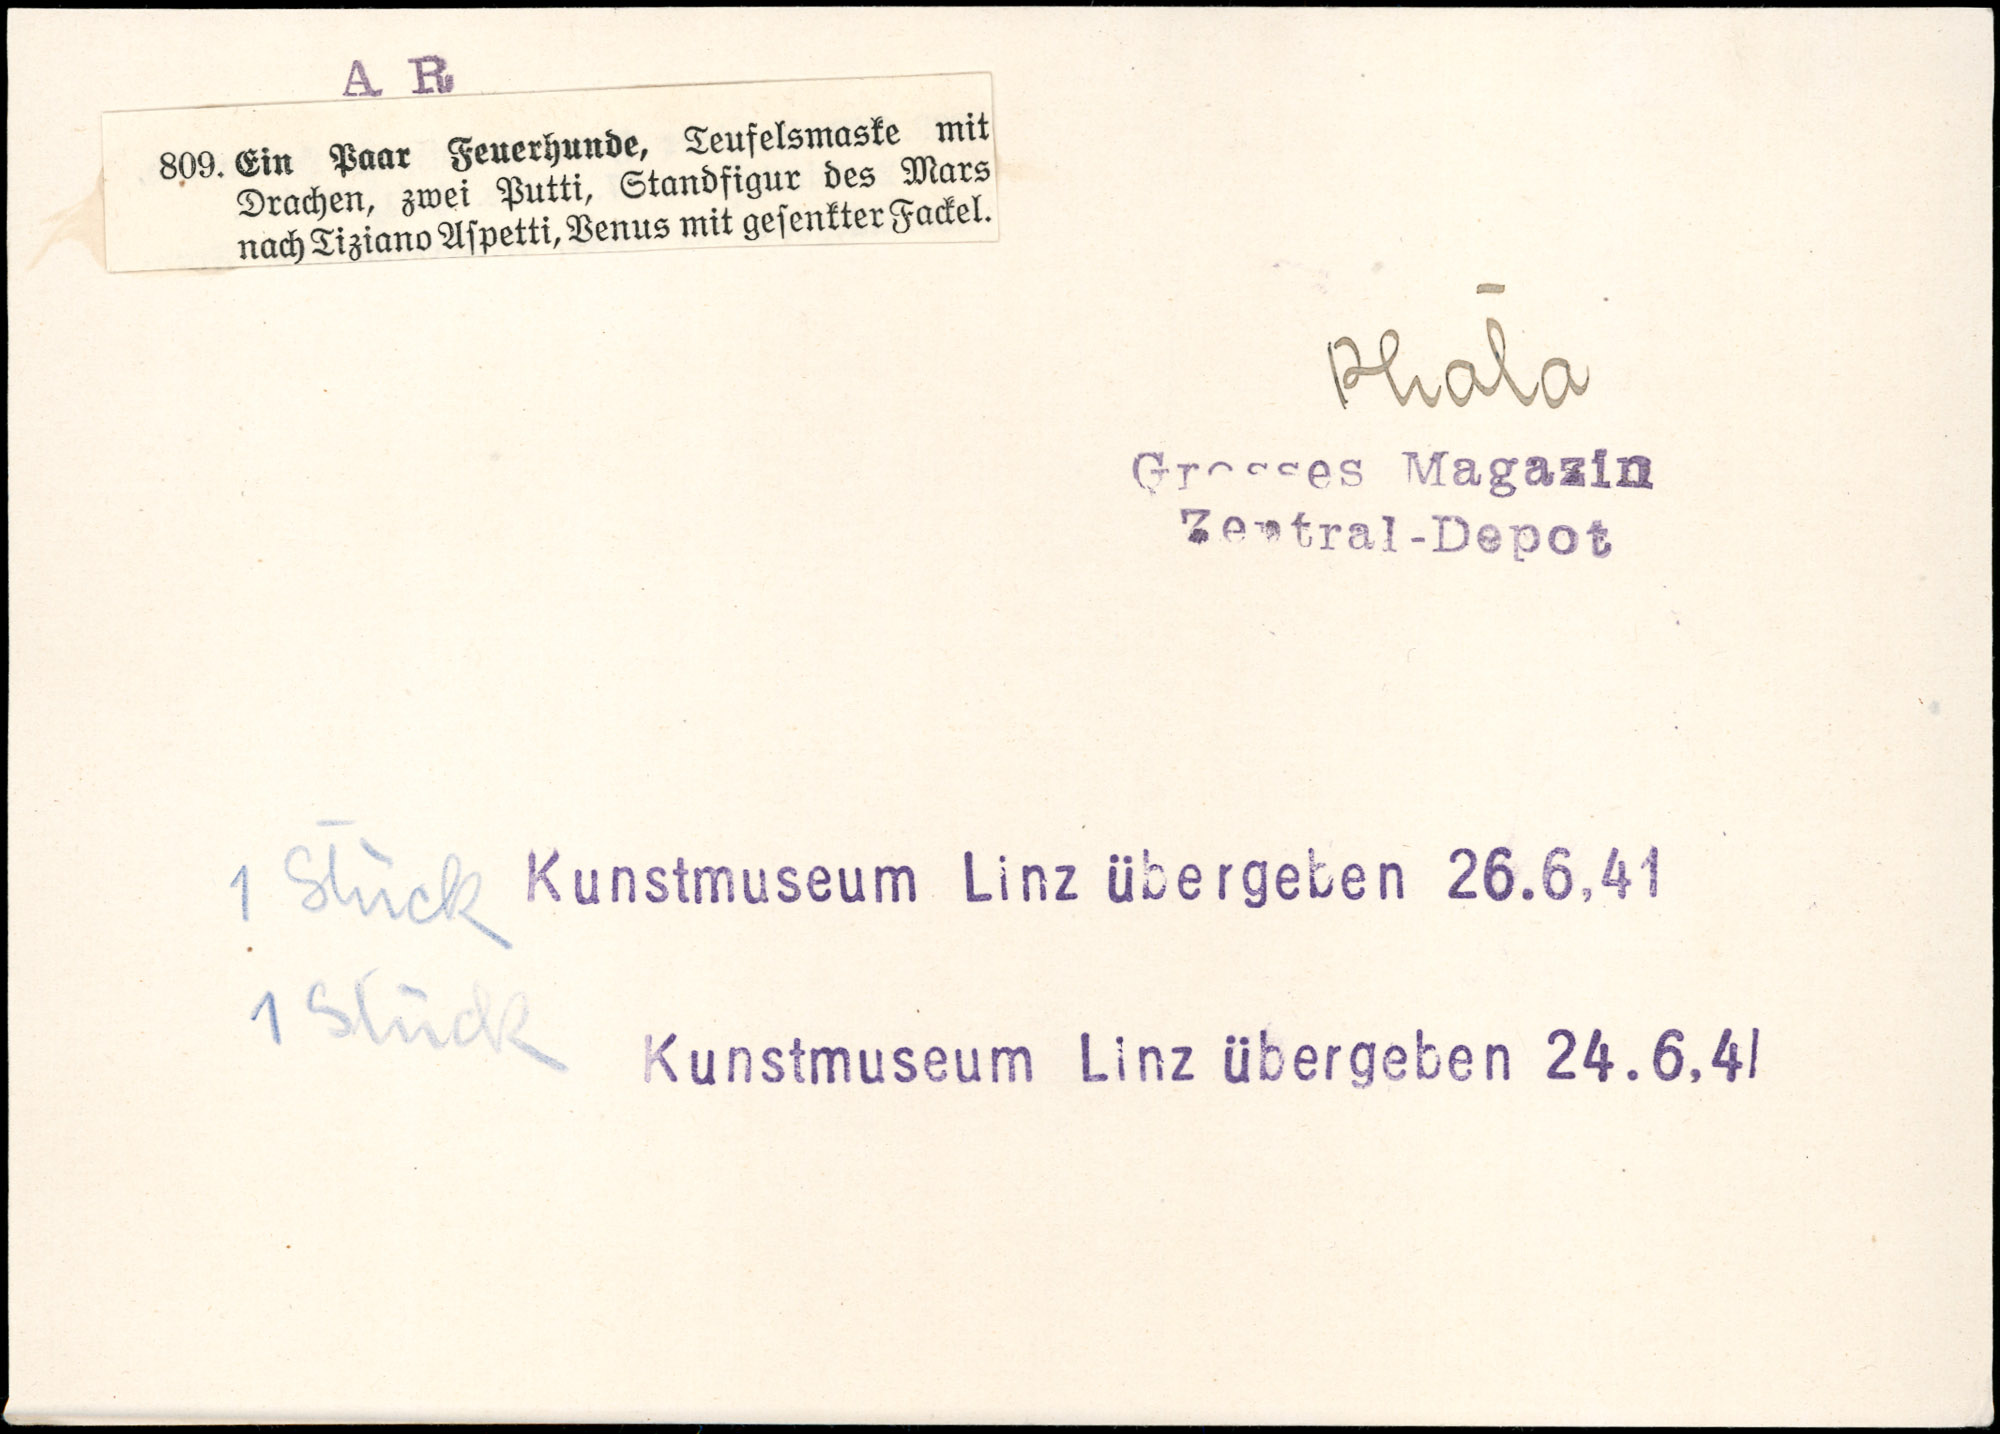 A R
809. Ein Paar Feuerhunde, Teufelsmaske mit
Drachen, zwei Putti, Standfigur des Mars
nach Tiziano Aſpetti, Venus mit geſenkter Fackel.
Grosses Magazin
Zentral-Depot
1 Stück Kunstmuseum Linz übergeben 26.6.41
1 Stück
Kunstmuseum Linz übergeben 24.6.41